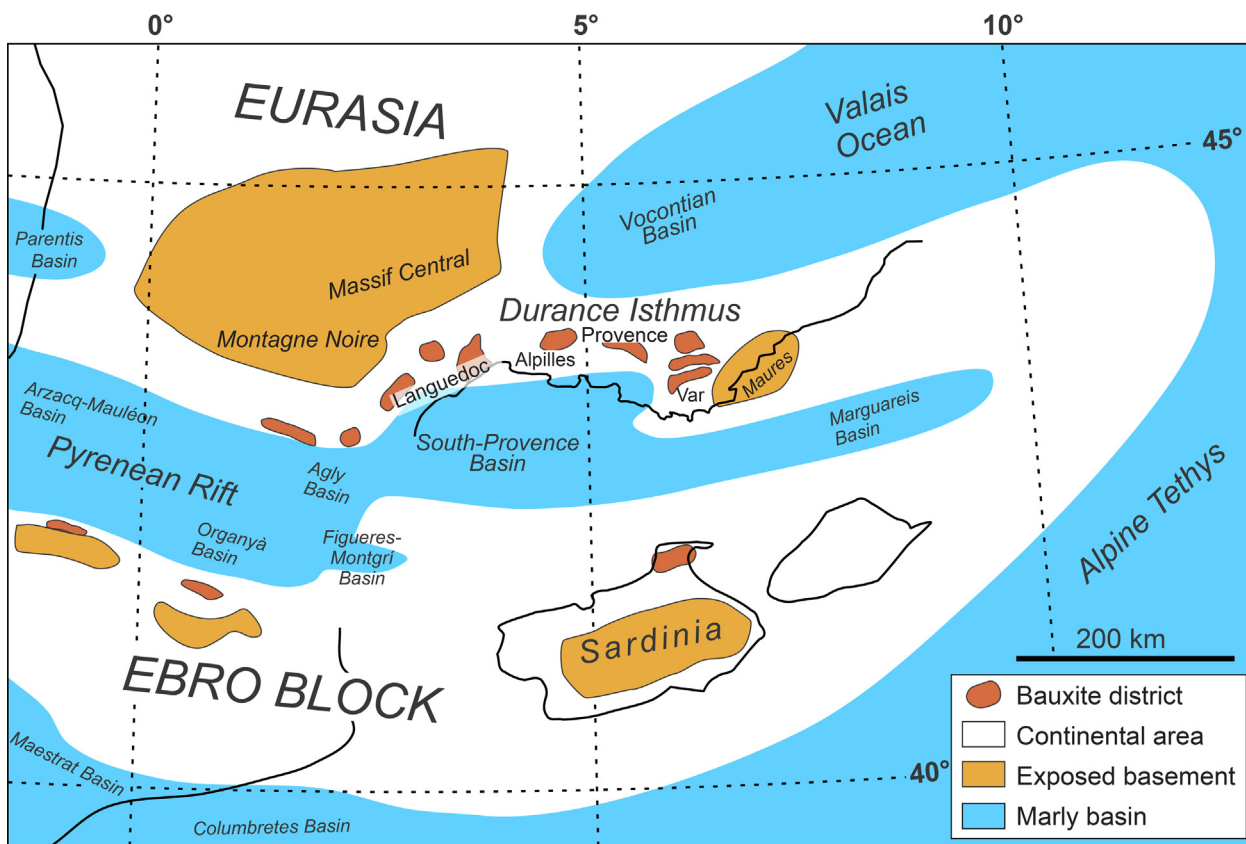 0°
5°
10°
EURASIA
Valais
Ocean
45°
Vocontian
Basin
Parentis
Basin
Massif Central
Durance Isthmus
Montagne Noire
Provence
Alpilles
Languedoc
Maures
Var
Arzacq-Mauléon
Basin
Marguareis
Basin
South-Provence
Basin
Pyrenean Rift
Agly
Basin
Alpine Tethys
Organyà
Basin
Figueres-
Montgrí
Basin
Sardinia
200 km
EBRO BLOCK
Maestrat Basin
40°
Columbretes Basin
Bauxite district
Continental area
Exposed basement
Marly basin